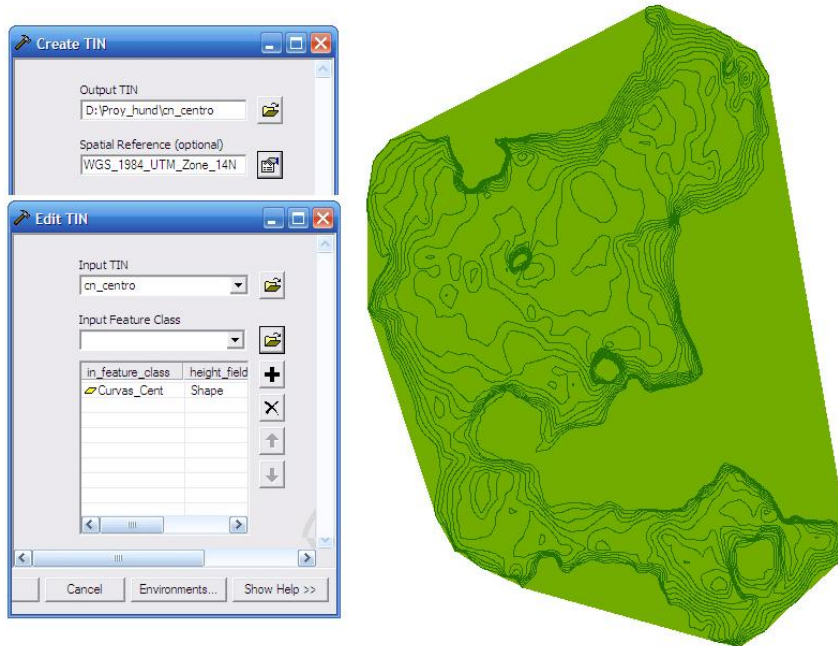 Create TIN
Output TIN
D:\Proy_hund\cn_centro
Spatial Reference (optional)
WGS_1984_UTM_Zone_14N
Edit TIN
Input TIN
cn_centro
Input Feature Class
in_feature_class height_field
Curvas_Cent Shape
Cancel Environments... Show Help >>